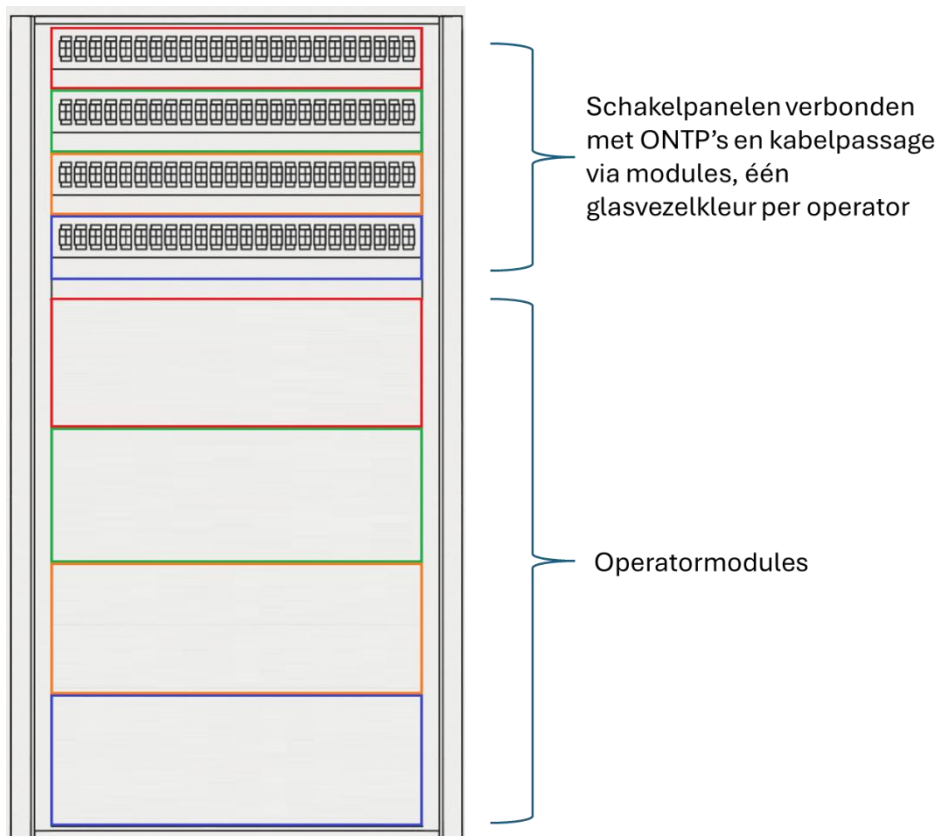 Schakelpanelen verbonden
met ONTP’s en kabelpassage
via modules, één
glasvezelkleur per operator
Operatormodules